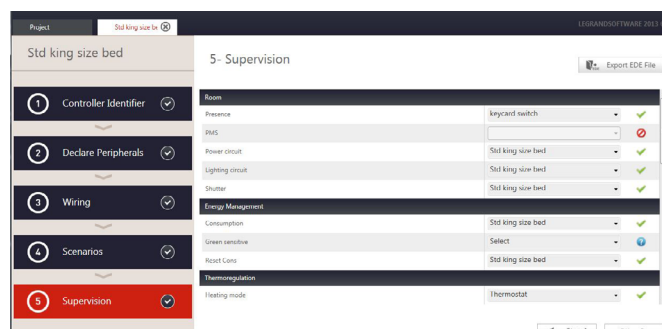 LEGRANDSOFTWARE 2013
Project
Std king size be
Std king size bed
5- Supervision
Export EDE File
1 Controller Identifier
2 Declare Peripherals
3 Wiring
4 Scenarios
5 Supervision
Room
Presence keycard switch
PMS
Power circuit Std king size bed
Lighting circuit Std king size bed
Shutter Std king size bed
Energy Management
Consumption Std king size bed
Green sensitive Select
Reset Cons Std king size bed
Thermoregulation
Heating mode Thermostat